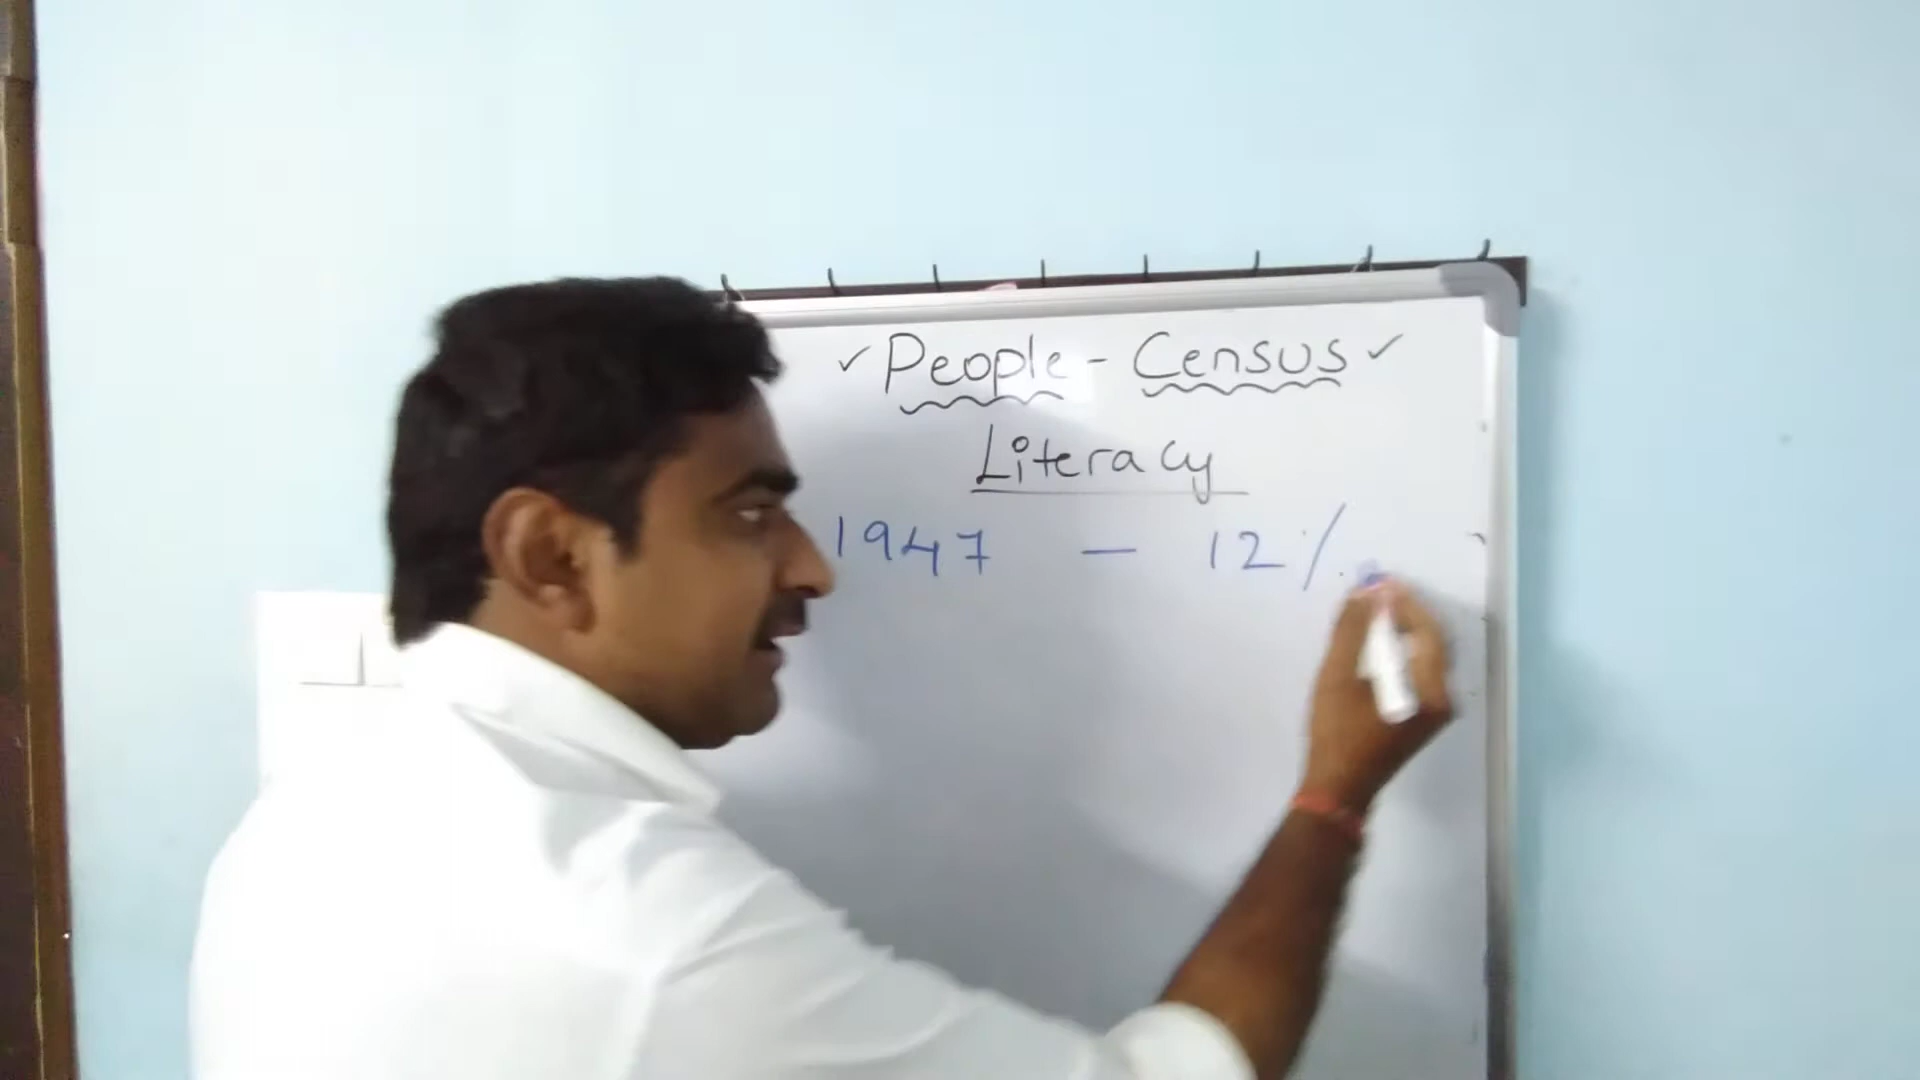 ✓ People - Census ✓
Literacy
1947 — 12%